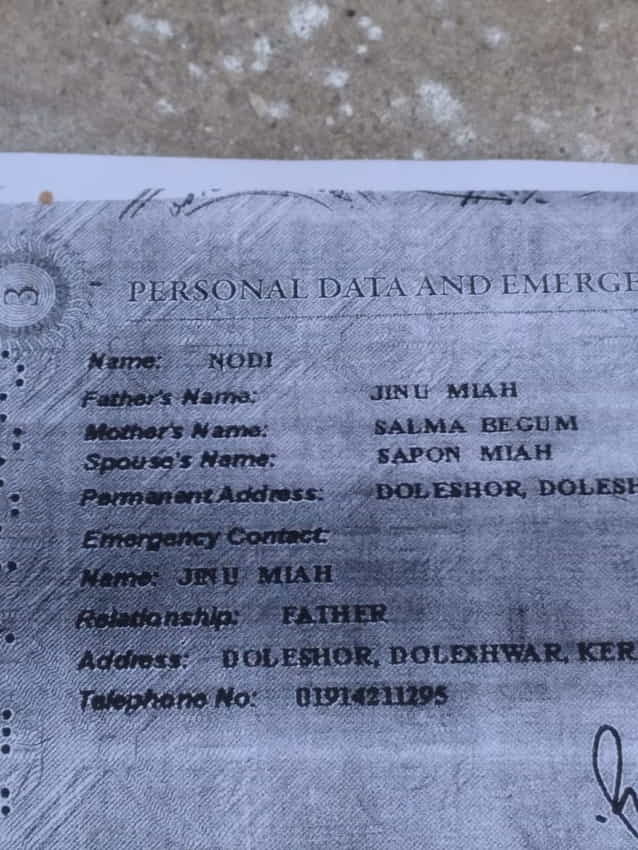 3
PERSONAL DATA AND EMERGE
Name: NODI
Father's Name: JINU MIAH
Mother's Name: SALMA BEGUM
Spouse's Name: SAPON MIAH
Permanent Address: DOLESHOR, DOLESH
Emergency Contact:
Name: JINU MIAH
Relationship: FATHER
Address: DOLESHOR, DOLESHWAR, KER
Telephone No: 01914211295